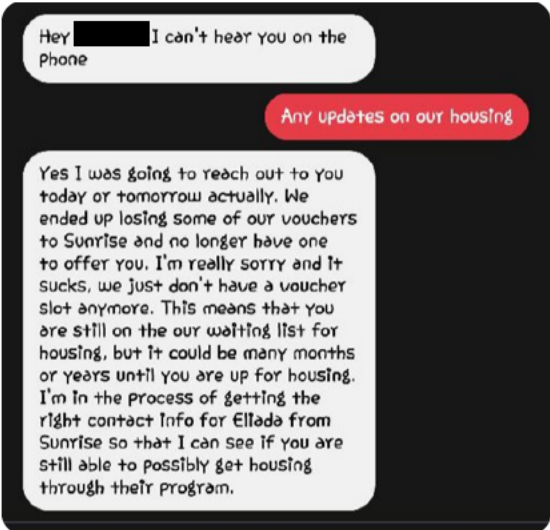 Hey I can't hear you on the
phone
Any updates on our housing
Yes I was going to reach out to you
today or tomorrow actually. We
ended up losing some of our vouchers
to Sunrise and no longer have one
to offer you. I'm really sorry and it
sucks, we just don't have a voucher
slot anymore. This means that you
are still on the our waiting list for
housing, but it could be many months
or years until you are up for housing.
I'm in the process of getting the
right contact info for Eliada from
Sunrise so that I can see if you are
still able to possibly get housing
through their program.